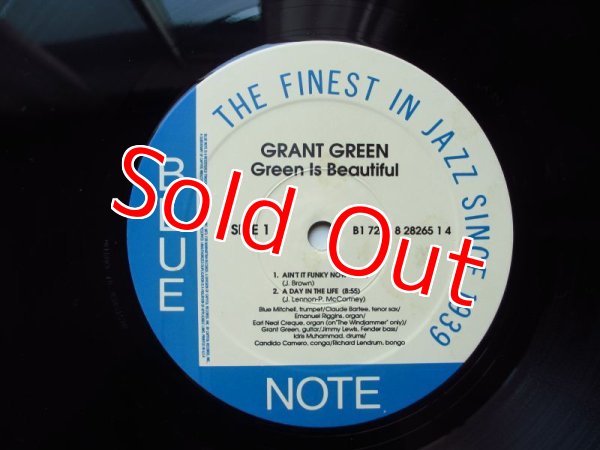 THE FINEST IN JAZZ SINCE 1939
GRANT GREEN
Green Is Beautiful
Sold Out
SIDE 1
B1 72 8 28265 1 4
1. AIN'T IT FUNKY NOW
(J. Brown)
2. A DAY IN THE LIFE (8:55)
(J. Lennon-P. McCartney)
Blue Mitchell, trumpet/Claude Bartee, tenor sax/
Emanuel Riggins, organ/
Earl Neal Creque, organ (on "The Windjammer" only)/
Grant Green, guitar/Jimmy Lewis, Fender bass/
Idris Muhammad, drums/
Candido Camero, conga/Richard Lendrum, bongo
BLUE
NOTE